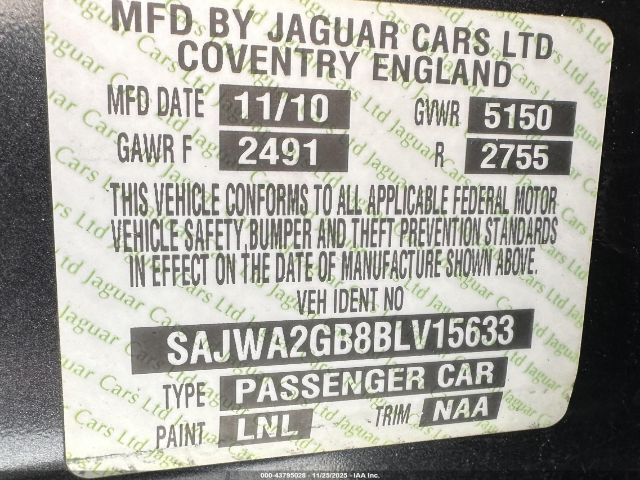 MFD BY JAGUAR CARS LTD
COVENTRY ENGLAND
MFD DATE 11/10 GVWR 5150
GAWR F 2491 R 2755
THIS VEHICLE CONFORMS TO ALL APPLICABLE FEDERAL MOTOR
VEHICLE SAFETY, BUMPER AND THEFT PREVENTION STANDARDS
IN EFFECT ON THE DATE OF MANUFACTURE SHOWN ABOVE.
VEH IDENT NO
SAJWA2GB8BLV15633
TYPE PASSENGER CAR
PAINT LNL TRIM NAA
000-43795028 - 11/25/2025 - IAA Inc.